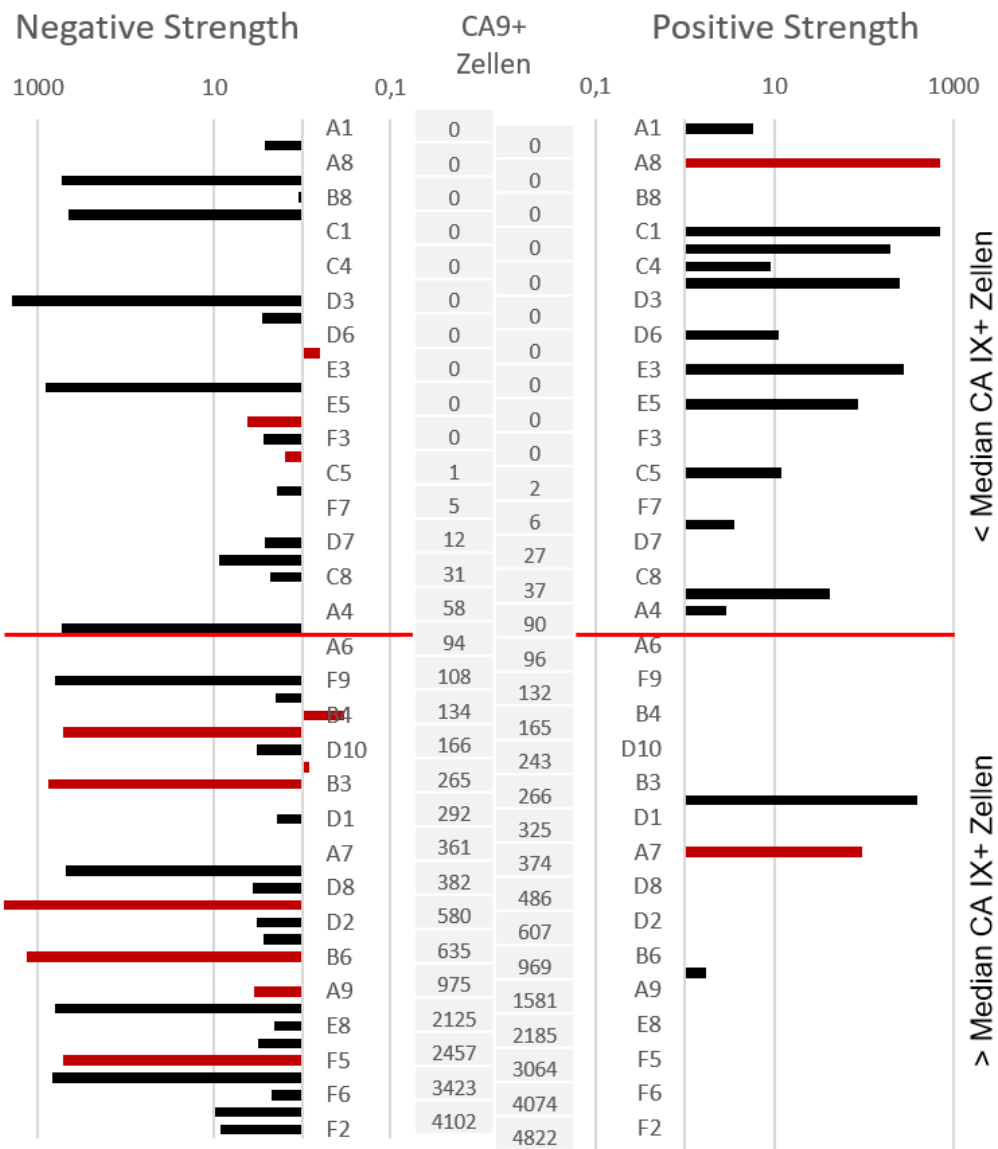 Negative Strength
CA9+
Zellen
Positive Strength
1000 10 0,1
0,1 10 1000
A1 0 A1
0
A8 0 A8
0
B8 0 B8
0
C1 0 C1
0
C4 0 C4
0
D3 0 D3
0
D6 0 D6
0
E3 0 E3
0
E5 0 E5
0
F3 0 F3
0
C5 1 C5
2
F7 5 F7
6
D7 12 D7
27
C8 31 C8
37
A4 58 A4
90
A6 94 A6
96
F9 108 F9
132
B4 134 B4
165
D10 166 D10
243
B3 265 B3
266
D1 292 D1
325
A7 361 A7
374
D8 382 D8
486
D2 580 D2
607
B6 635 B6
969
A9 975 A9
1581
E8 2125 E8
2185
F5 2457 F5
3064
F6 3423 F6
4074
F2 4102 F2
4822
< Median CA IX+ Zellen
> Median CA IX+ Zellen